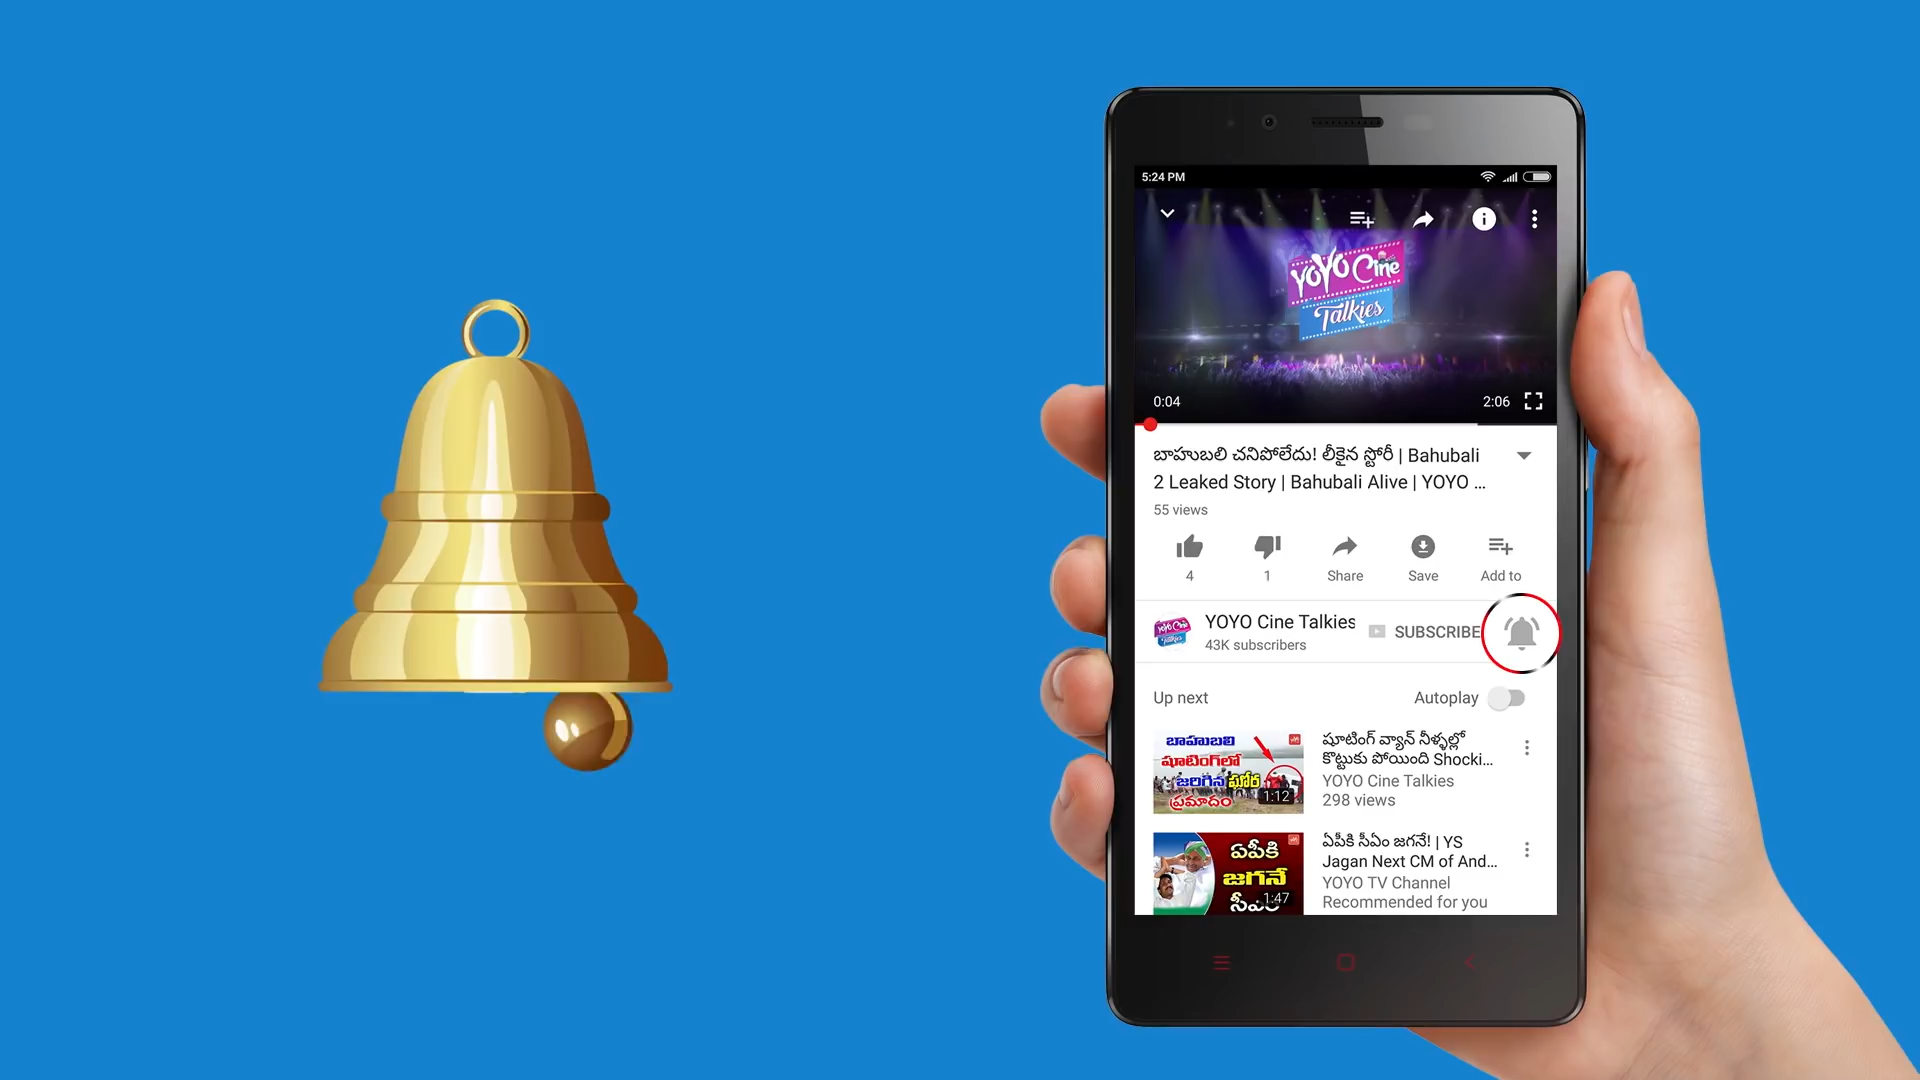 5:24 PM
YOYO Cine
Talkies
0:04
2:06
బాహుబలి చనిపోలేదు! లీకైన స్టోరీ | Bahubali
2 Leaked Story | Bahubali Alive | YOYO ...
55 views
4
1
Share
Save
Add to
YOYO Cine
Talkies
YOYO Cine Talkies
43K subscribers
SUBSCRIBE
Up next
Autoplay
బాహుబలి
షూటింగ్‌లో
జరిగిన ఘోర
ప్రమాదం
1:12
షూటింగ్ వ్యాన్ నీళ్ళల్లో
కొట్టుకు పోయింది Shocki...
YOYO Cine Talkies
298 views
ఏపీకి
జగనే
సీఎం
1:47
ఏపీకి సీఎం జగనే! | YS
Jagan Next CM of And...
YOYO TV Channel
Recommended for you